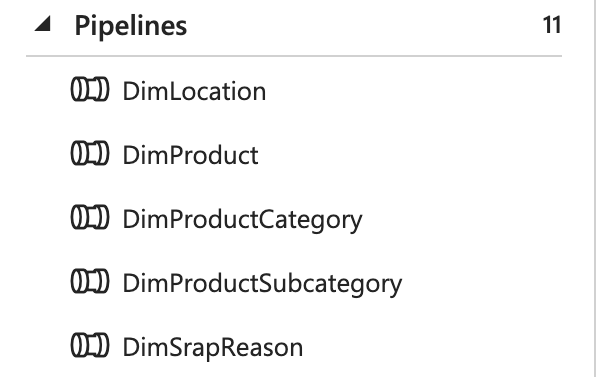 Pipelines 11
DimLocation
DimProduct
DimProductCategory
DimProductSubcategory
DimSrapReason